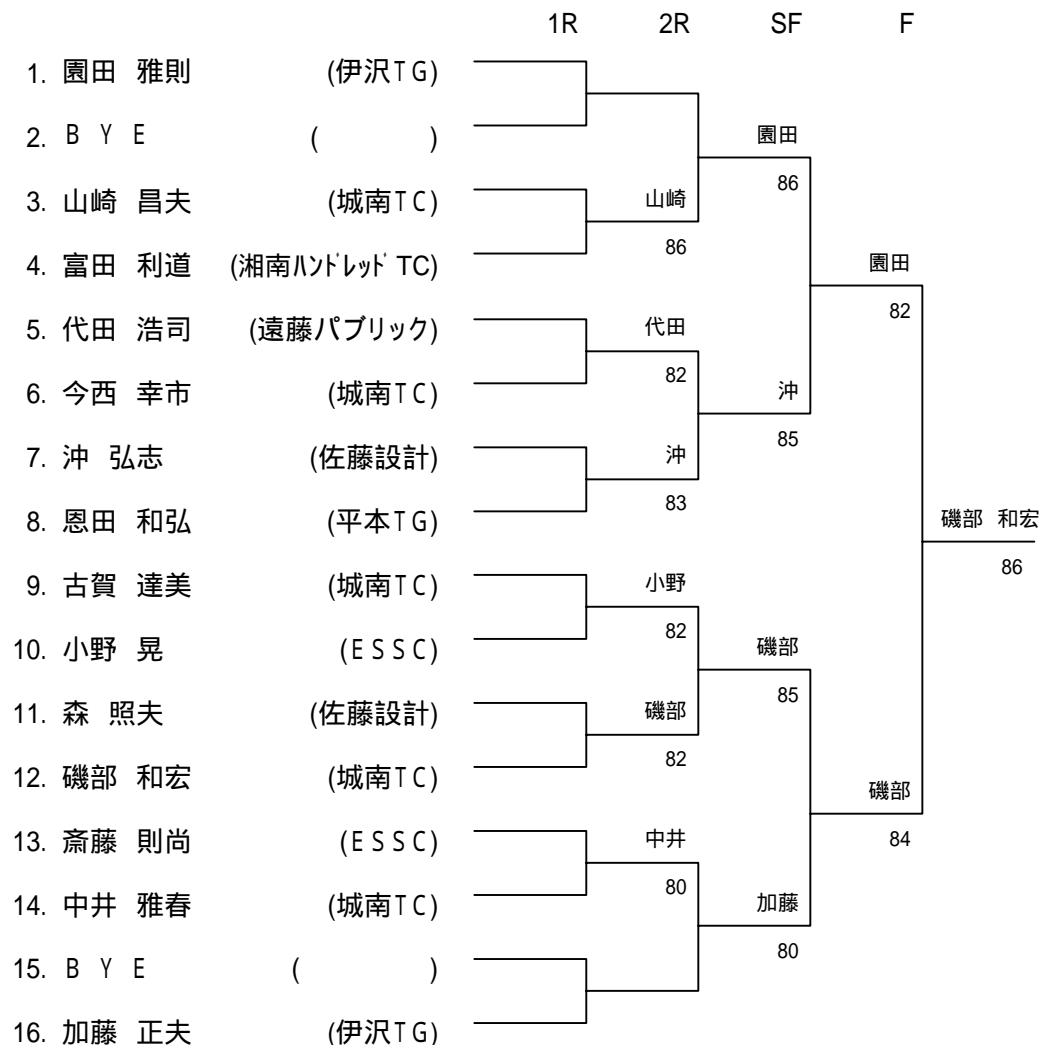 1R 2R SF F
1. 園田 雅則 (伊沢TG)
2. B Y E ( ) 園田
86
3. 山崎 昌夫 (城南TC) 山崎
86
4. 富田 利道 (湘南ﾊﾝﾄﾞﾚｯﾄﾞ TC) 園田
82
5. 代田 浩司 (遠藤パブリック) 代田
82
6. 今西 幸市 (城南TC) 沖
85
7. 沖 弘志 (佐藤設計) 沖
83
8. 恩田 和弘 (平本TG) 磯部 和宏
86
9. 古賀 達美 (城南TC) 小野
82
10. 小野 晃 (ESSC) 磯部
85
11. 森 照夫 (佐藤設計) 磯部
82
12. 磯部 和宏 (城南TC) 磯部
84
13. 斎藤 則尚 (ESSC) 中井
80
14. 中井 雅春 (城南TC) 加藤
80
15. B Y E ( )
16. 加藤 正夫 (伊沢TG)